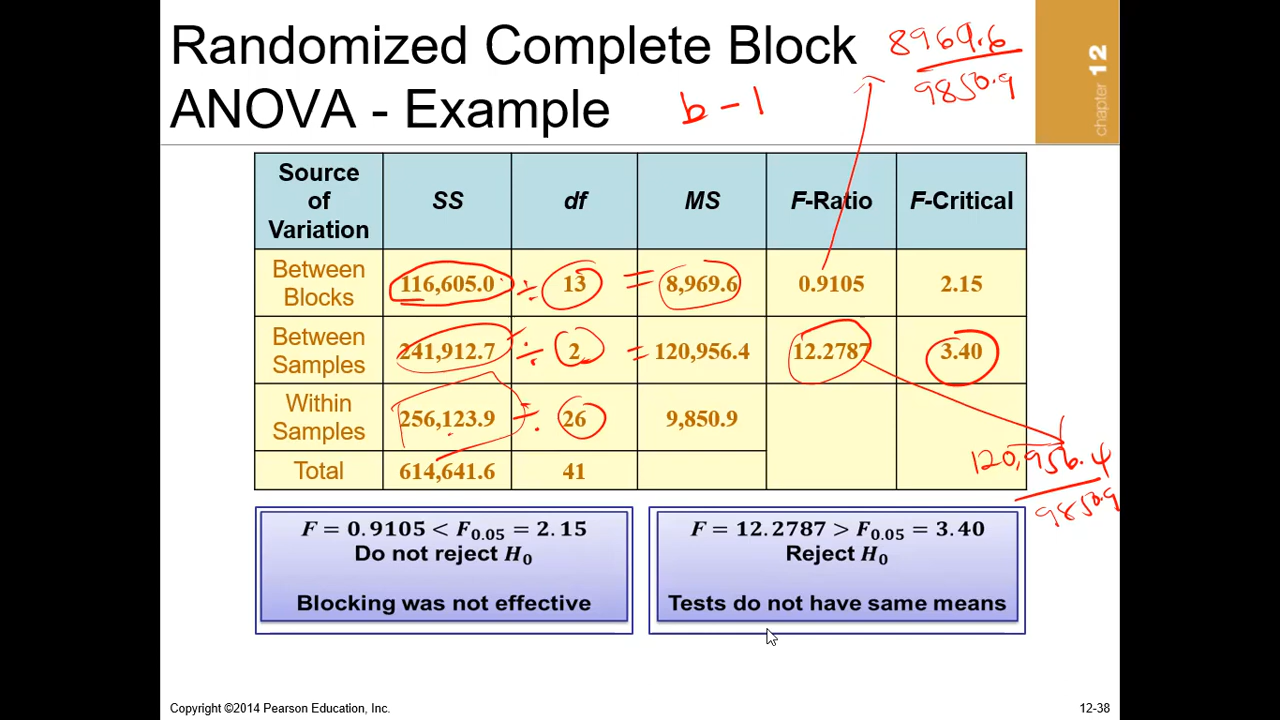 Randomized Complete Block
ANOVA - Example
b - 1
8969.6
9850.9
chapter 12
Source of Variation SS df MS F-Ratio F-Critical
Between Blocks 116,605.0 ÷ 13 = 8,969.6 0.9105 2.15
Between Samples 241,912.7 ÷ 2 = 120,956.4 12.2787 3.40
Within Samples 256,123.9 ÷ 26 9,850.9
Total 614,641.6 41
120,956.4
9850.9
F = 0.9105 < F0.05 = 2.15
Do not reject H0
Blocking was not effective
F = 12.2787 > F0.05 = 3.40
Reject H0
Tests do not have same means
Copyright ©2014 Pearson Education, Inc.
12-38